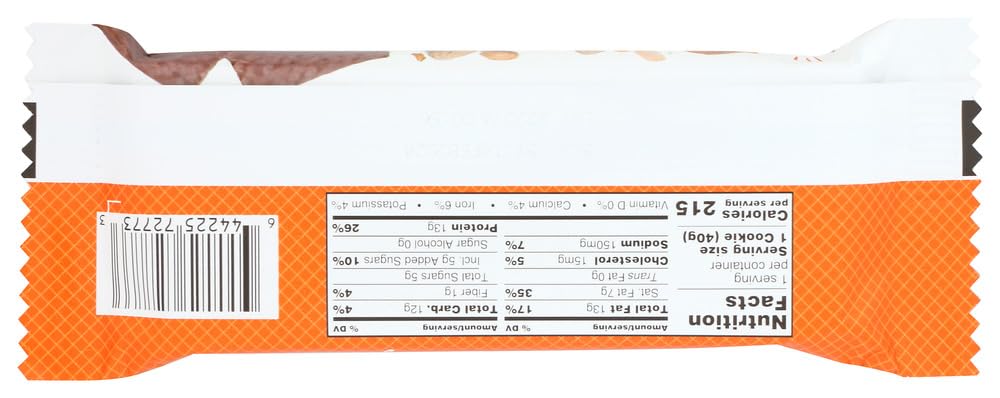 Nutrition
Facts
1 serving
per container
Serving size
1 Cookie (40g)
Calories 215
per serving
Amount/serving % DV
Total Fat 13g 17%
Sat. Fat 7g 35%
Trans Fat 0g
Cholesterol 15mg 5%
Sodium 150mg 7%
Amount/serving % DV
Total Carb. 12g 4%
Fiber 1g 4%
Total Sugars 5g
Incl. 5g Added Sugars 10%
Sugar Alcohol 0g
Protein 13g 26%
Vitamin D 0% • Calcium 4% • Iron 6% • Potassium 4%
6 44225 72773 3